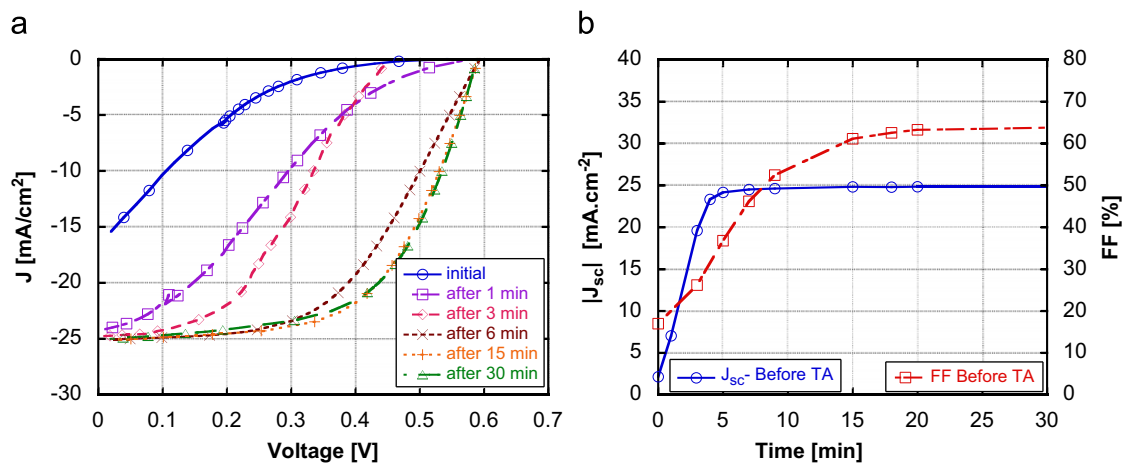 a
0
-5
-10
-15
-20
-25
-30
J [mA/cm²]
0
0.1
0.2
0.3
0.4
0.5
0.6
0.7
Voltage [V]
initial
after 1 min
after 3 min
after 6 min
after 15 min
after 30 min
b
40
35
30
25
20
15
10
5
0
|Jsc| [mA.cm⁻²]
80
70
60
50
40
30
20
10
0
FF [%]
0
5
10
15
20
25
30
Time [min]
JSC- Before TA
FF Before TA